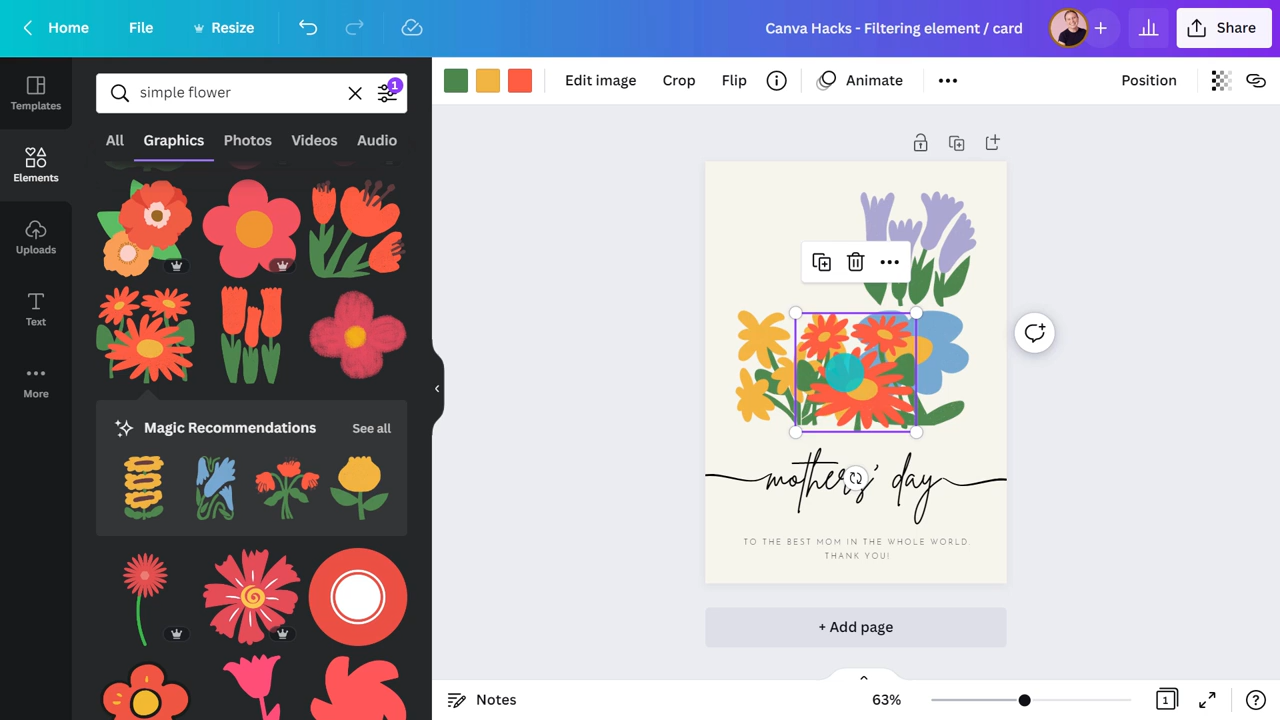 Home File Resize Canva Hacks - Filtering element / card Share
simple flower 1
Edit image Crop Flip Animate Position
Templates
All Graphics Photos Videos Audio
Elements
Uploads
Text
More
Magic Recommendations See all
mothers' day
TO THE BEST MOM IN THE WHOLE WORLD.
THANK YOU!
+ Add page
Notes 63% 1